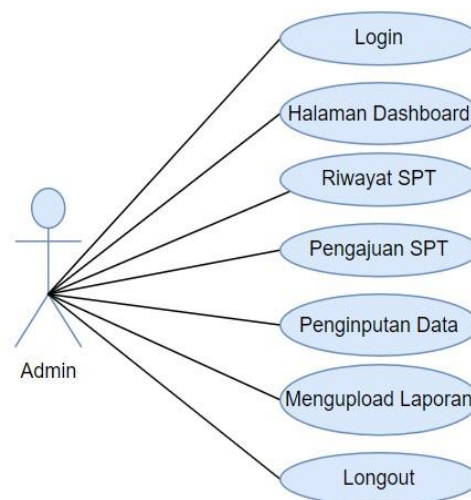 Login
Halaman Dashboard
Riwayat SPT
Pengajuan SPT
Penginputan Data
Admin
Mengupload Laporan
Longout